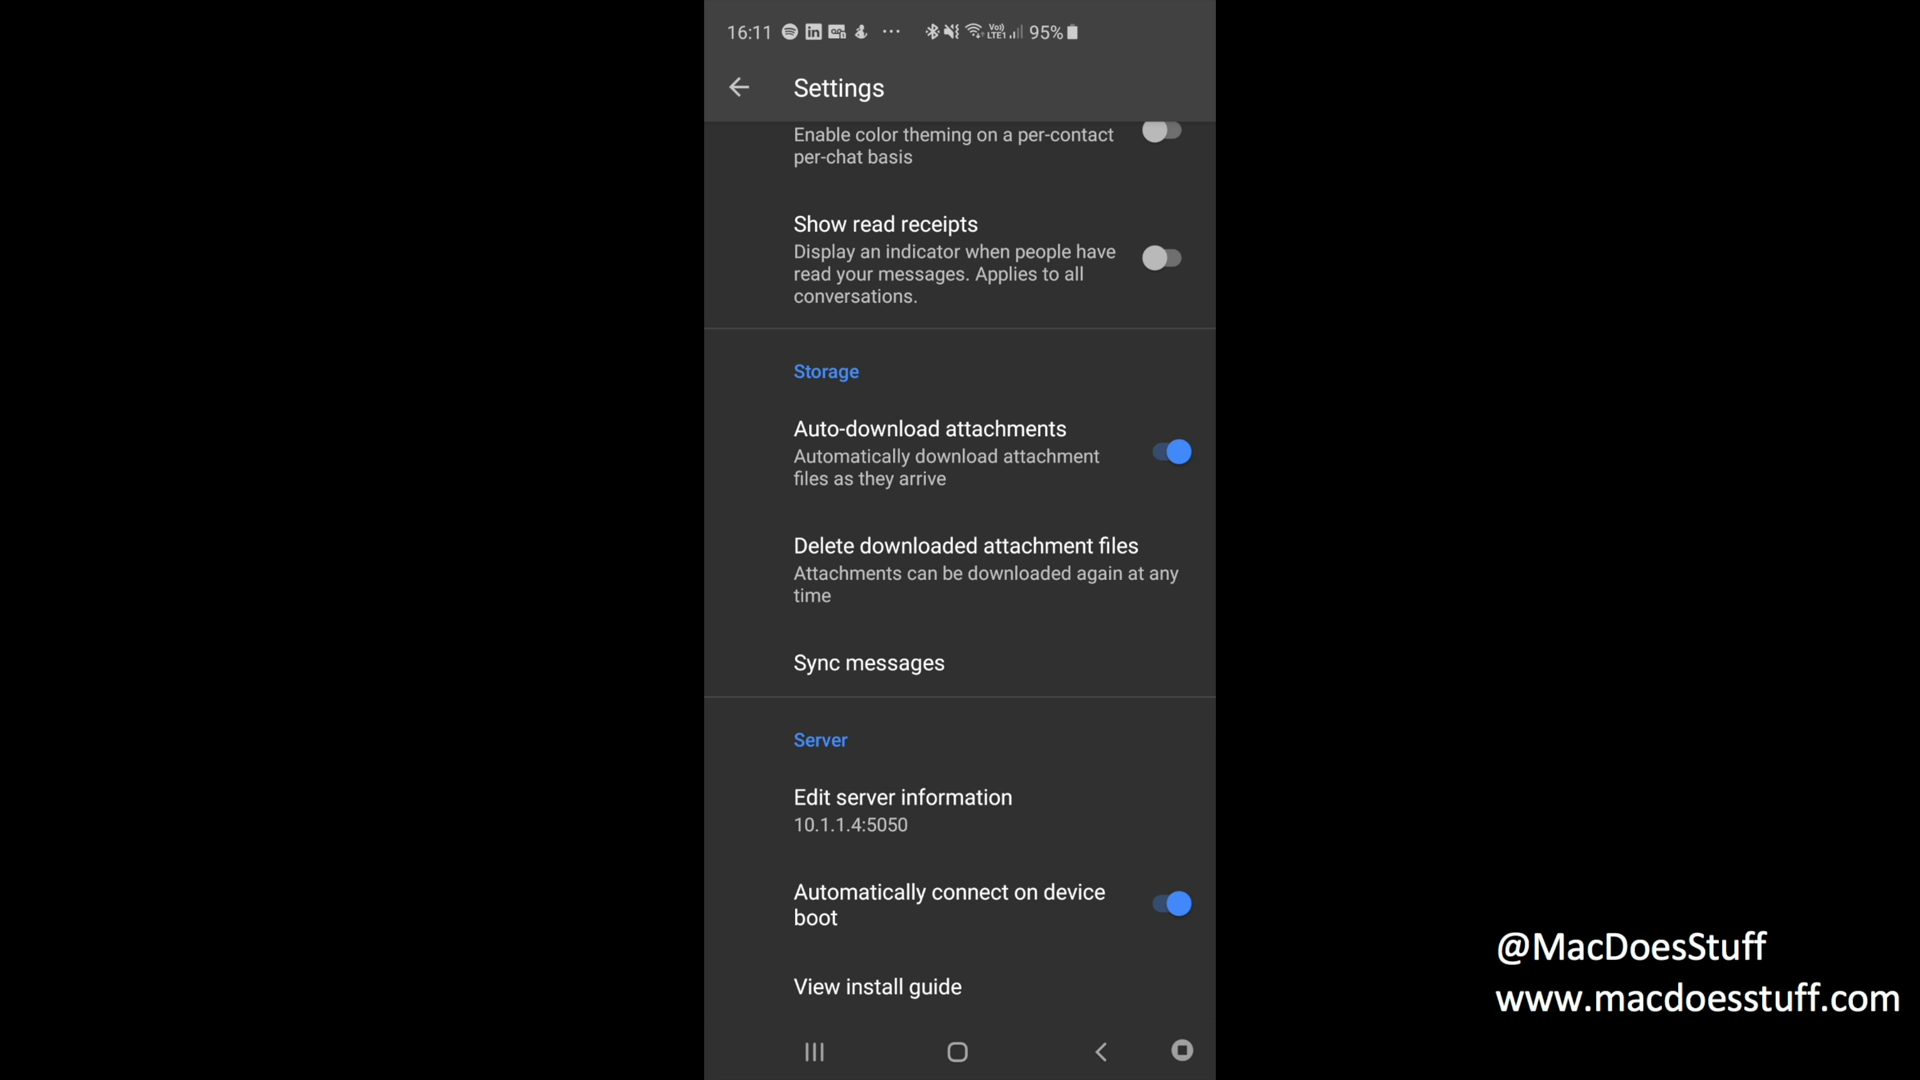 16:11 in ... Vo) LTE1 95%
Settings
Enable color theming on a per-contact
per-chat basis
Show read receipts
Display an indicator when people have
read your messages. Applies to all
conversations.
Storage
Auto-download attachments
Automatically download attachment
files as they arrive
Delete downloaded attachment files
Attachments can be downloaded again at any
time
Sync messages
Server
Edit server information
10.1.1.4:5050
Automatically connect on device
boot
View install guide
@MacDoesStuff
www.macdoesstuff.com